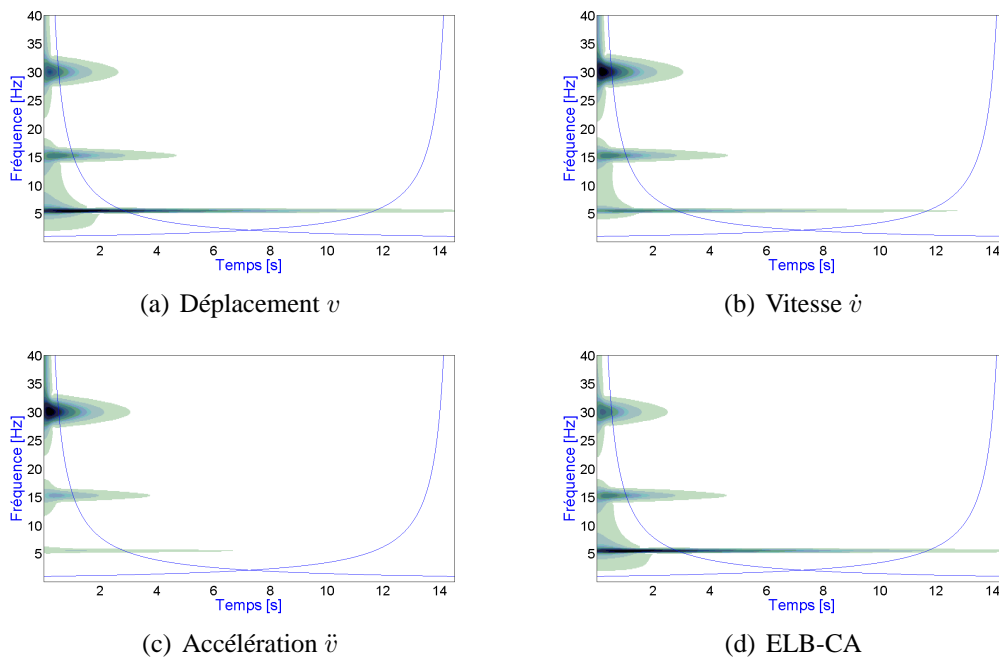 40
35
30
25
20
15
10
5
Fréquence [Hz]
2 4 6 8 10 12 14
Temps [s]
(a) Déplacement v
40
35
30
25
20
15
10
5
Fréquence [Hz]
2 4 6 8 10 12 14
Temps [s]
(b) Vitesse v̇
40
35
30
25
20
15
10
5
Fréquence [Hz]
2 4 6 8 10 12 14
Temps [s]
(c) Accélération v̈
40
35
30
25
20
15
10
5
Fréquence [Hz]
2 4 6 8 10 12 14
Temps [s]
(d) ELB-CA